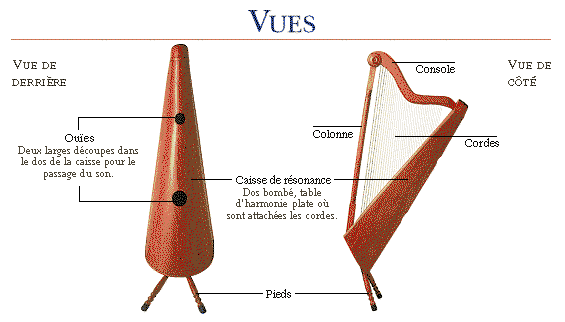 VUES
VUE DE
DERRIÈRE
VUE DE
CÔTÉ
Console
Ouïes
Deux larges découpes dans
le dos de la caisse pour le
passage du son.
Colonne
Cordes
Caisse de résonance
Dos bombé, table
d'harmonie plate où
sont attachées les cordes.
Pieds